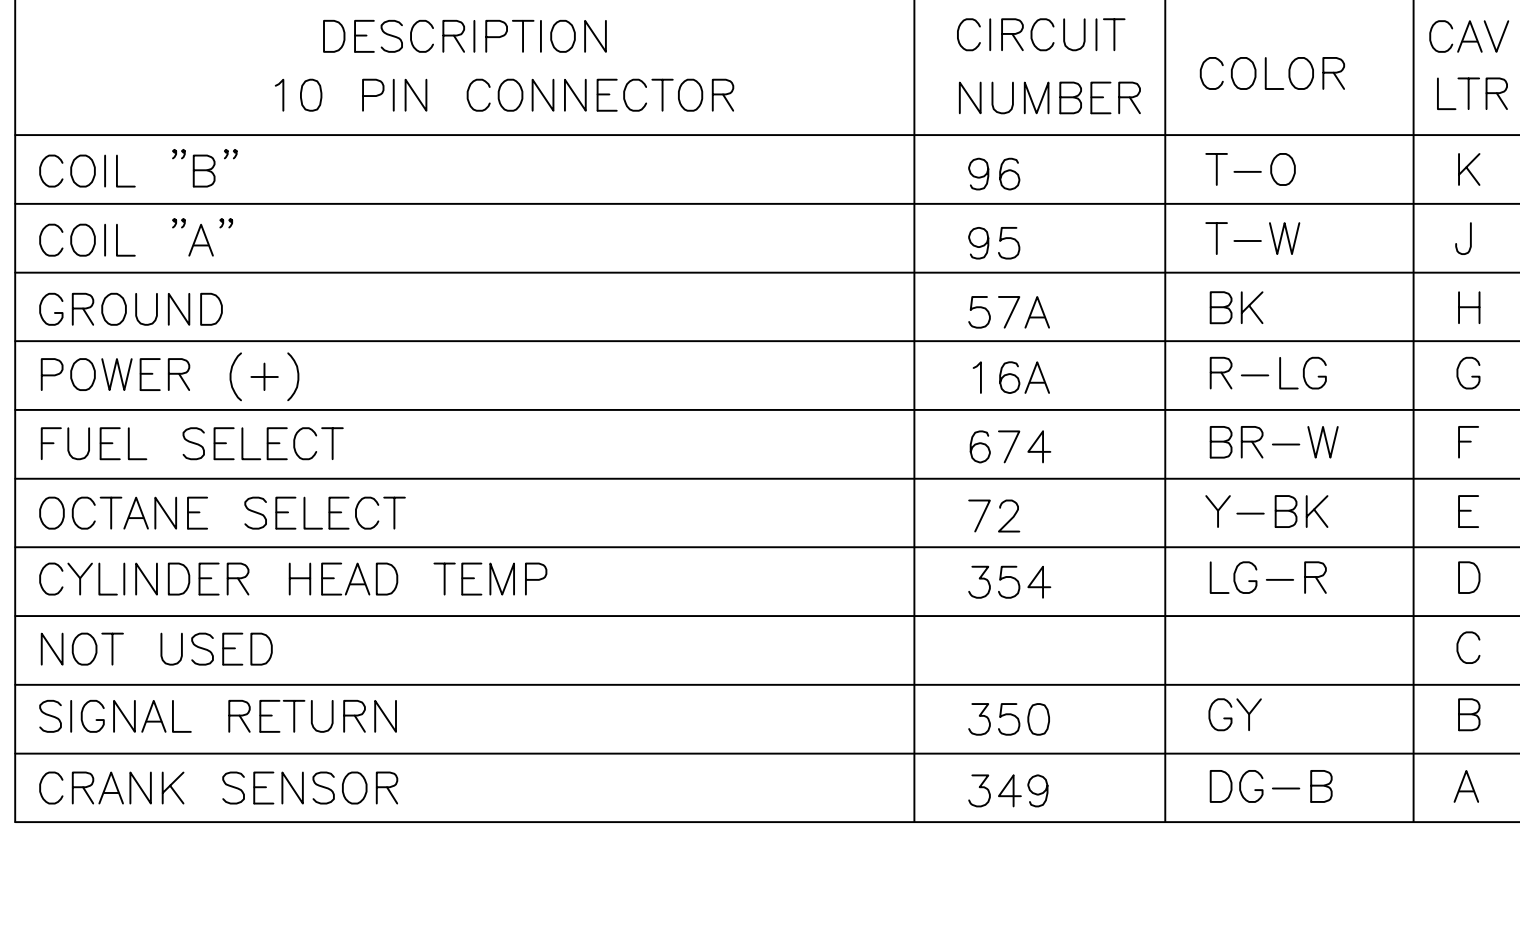 DESCRIPTION CIRCUIT COLOR CAV
10 PIN CONNECTOR NUMBER LTR
COIL "B" 96 T-O K
COIL "A" 95 T-W J
GROUND 57A BK H
POWER (+) 16A R-LG G
FUEL SELECT 674 BR-W F
OCTANE SELECT 72 Y-BK E
CYLINDER HEAD TEMP 354 LG-R D
NOT USED C
SIGNAL RETURN 350 GY B
CRANK SENSOR 349 DG-B A